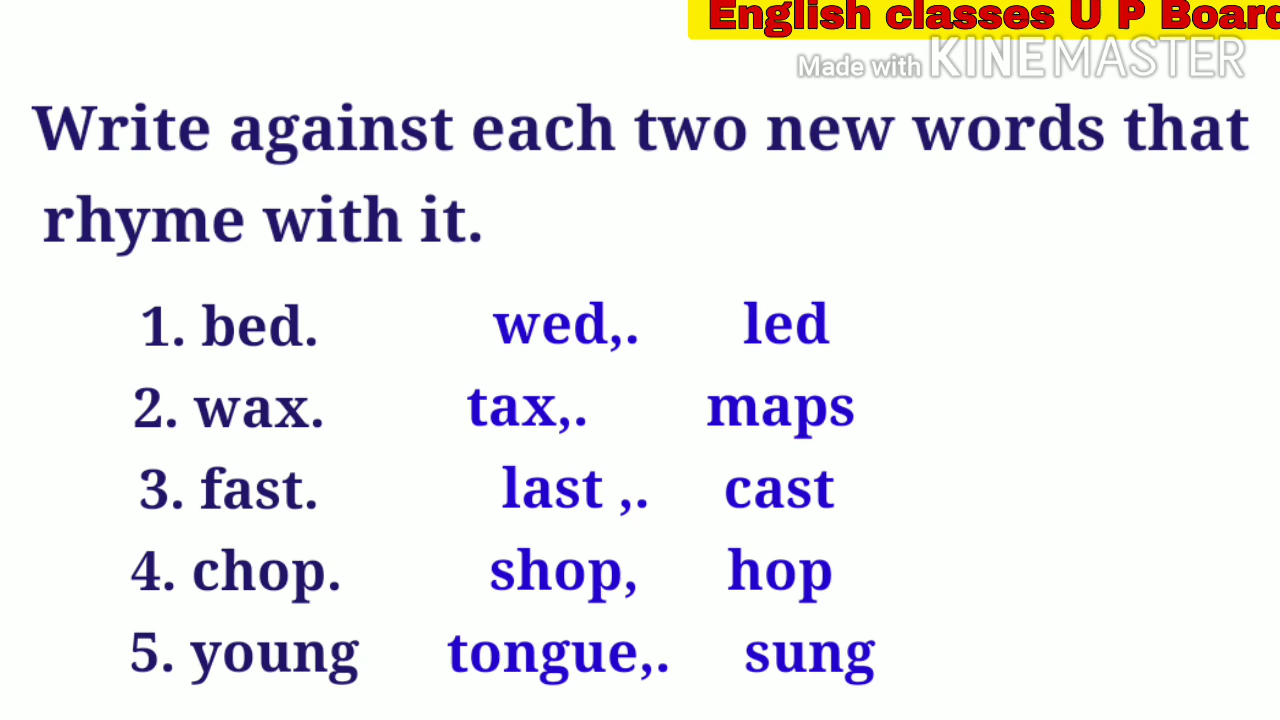 English classes U P Board
Made with KINEMASTER
Write against each two new words that
rhyme with it.
1. bed. wed,. led
2. wax. tax,. maps
3. fast. last ,. cast
4. chop. shop, hop
5. young tongue,. sung